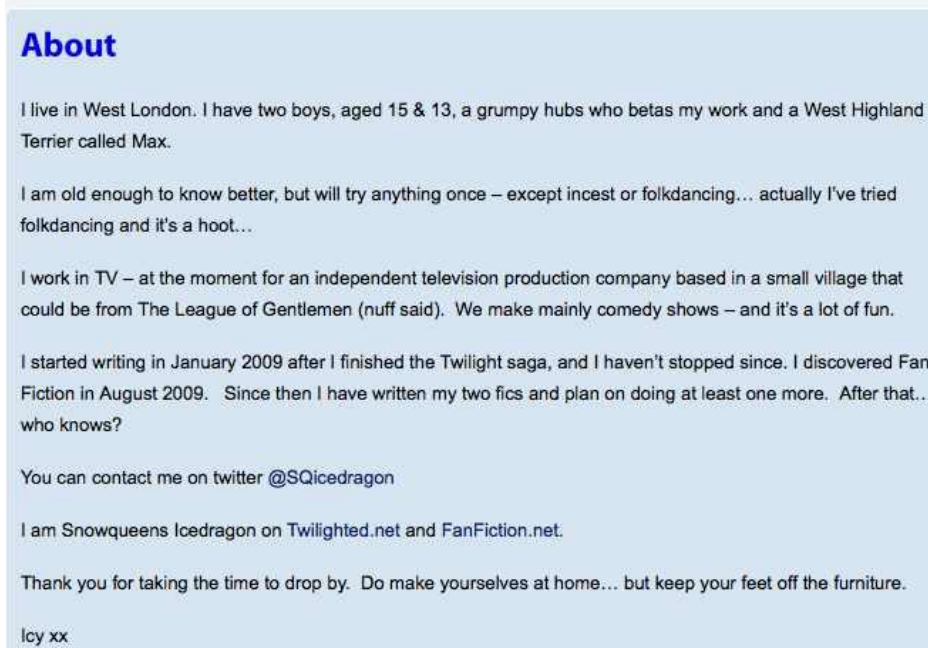 About
I live in West London. I have two boys, aged 15 & 13, a grumpy hubs who betas my work and a West Highland
Terrier called Max.
I am old enough to know better, but will try anything once – except incest or folkdancing… actually I've tried
folkdancing and it's a hoot…
I work in TV – at the moment for an independent television production company based in a small village that
could be from The League of Gentlemen (nuff said).  We make mainly comedy shows – and it's a lot of fun.
I started writing in January 2009 after I finished the Twilight saga, and I haven't stopped since. I discovered Fan
Fiction in August 2009.   Since then I have written my two fics and plan on doing at least one more.  After that…
who knows?
You can contact me on twitter @SQicedragon
I am Snowqueens Icedragon on Twilighted.net and FanFiction.net.
Thank you for taking the time to drop by.  Do make yourselves at home… but keep your feet off the furniture.
Icy xx